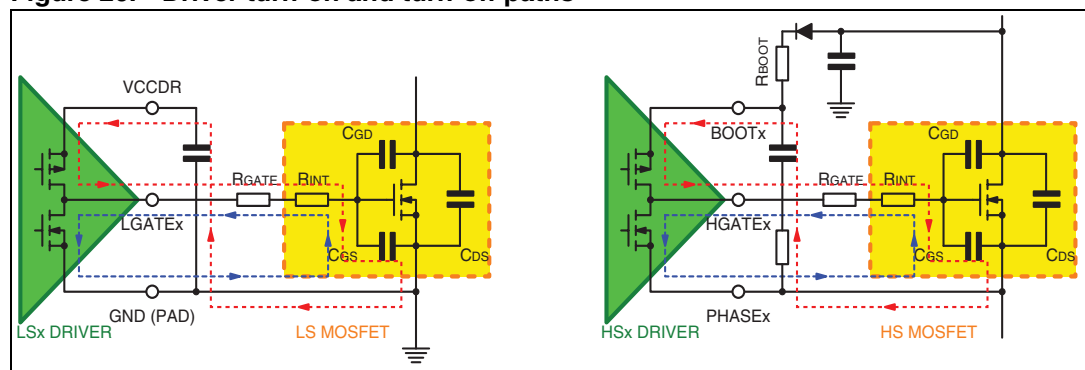 Figure 26. Driver turn-on and turn-off paths
VCCDR
CGD
RGATE
RINT
LGATEx
CGS
CDS
GND (PAD)
LSx DRIVER
LS MOSFET
RBOOT
BOOTx
CGD
RGATE
RINT
HGATEx
CGS
CDS
PHASEx
HSx DRIVER
HS MOSFET